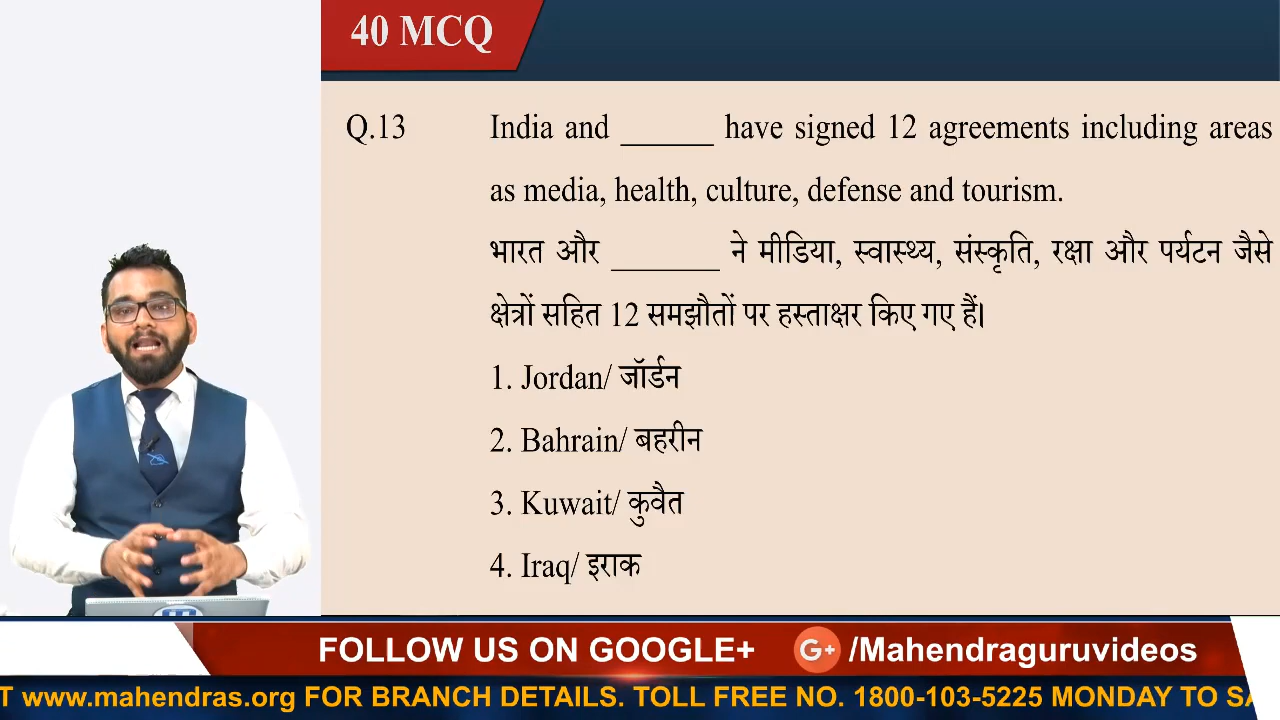 40 MCQ
Q.13 India and ______ have signed 12 agreements including areas
as media, health, culture, defense and tourism.
भारत और _______ ने मीडिया, स्वास्थ्य, संस्कृति, रक्षा और पर्यटन जैसे
क्षेत्रों सहित 12 समझौतों पर हस्ताक्षर किए गए हैं।
1. Jordan/ जॉर्डन
2. Bahrain/ बहरीन
3. Kuwait/ कुवैत
4. Iraq/ इराक
FOLLOW US ON GOOGLE+ G+ /Mahendraguruvideos
T www.mahendras.org FOR BRANCH DETAILS. TOLL FREE NO. 1800-103-5225 MONDAY TO SA